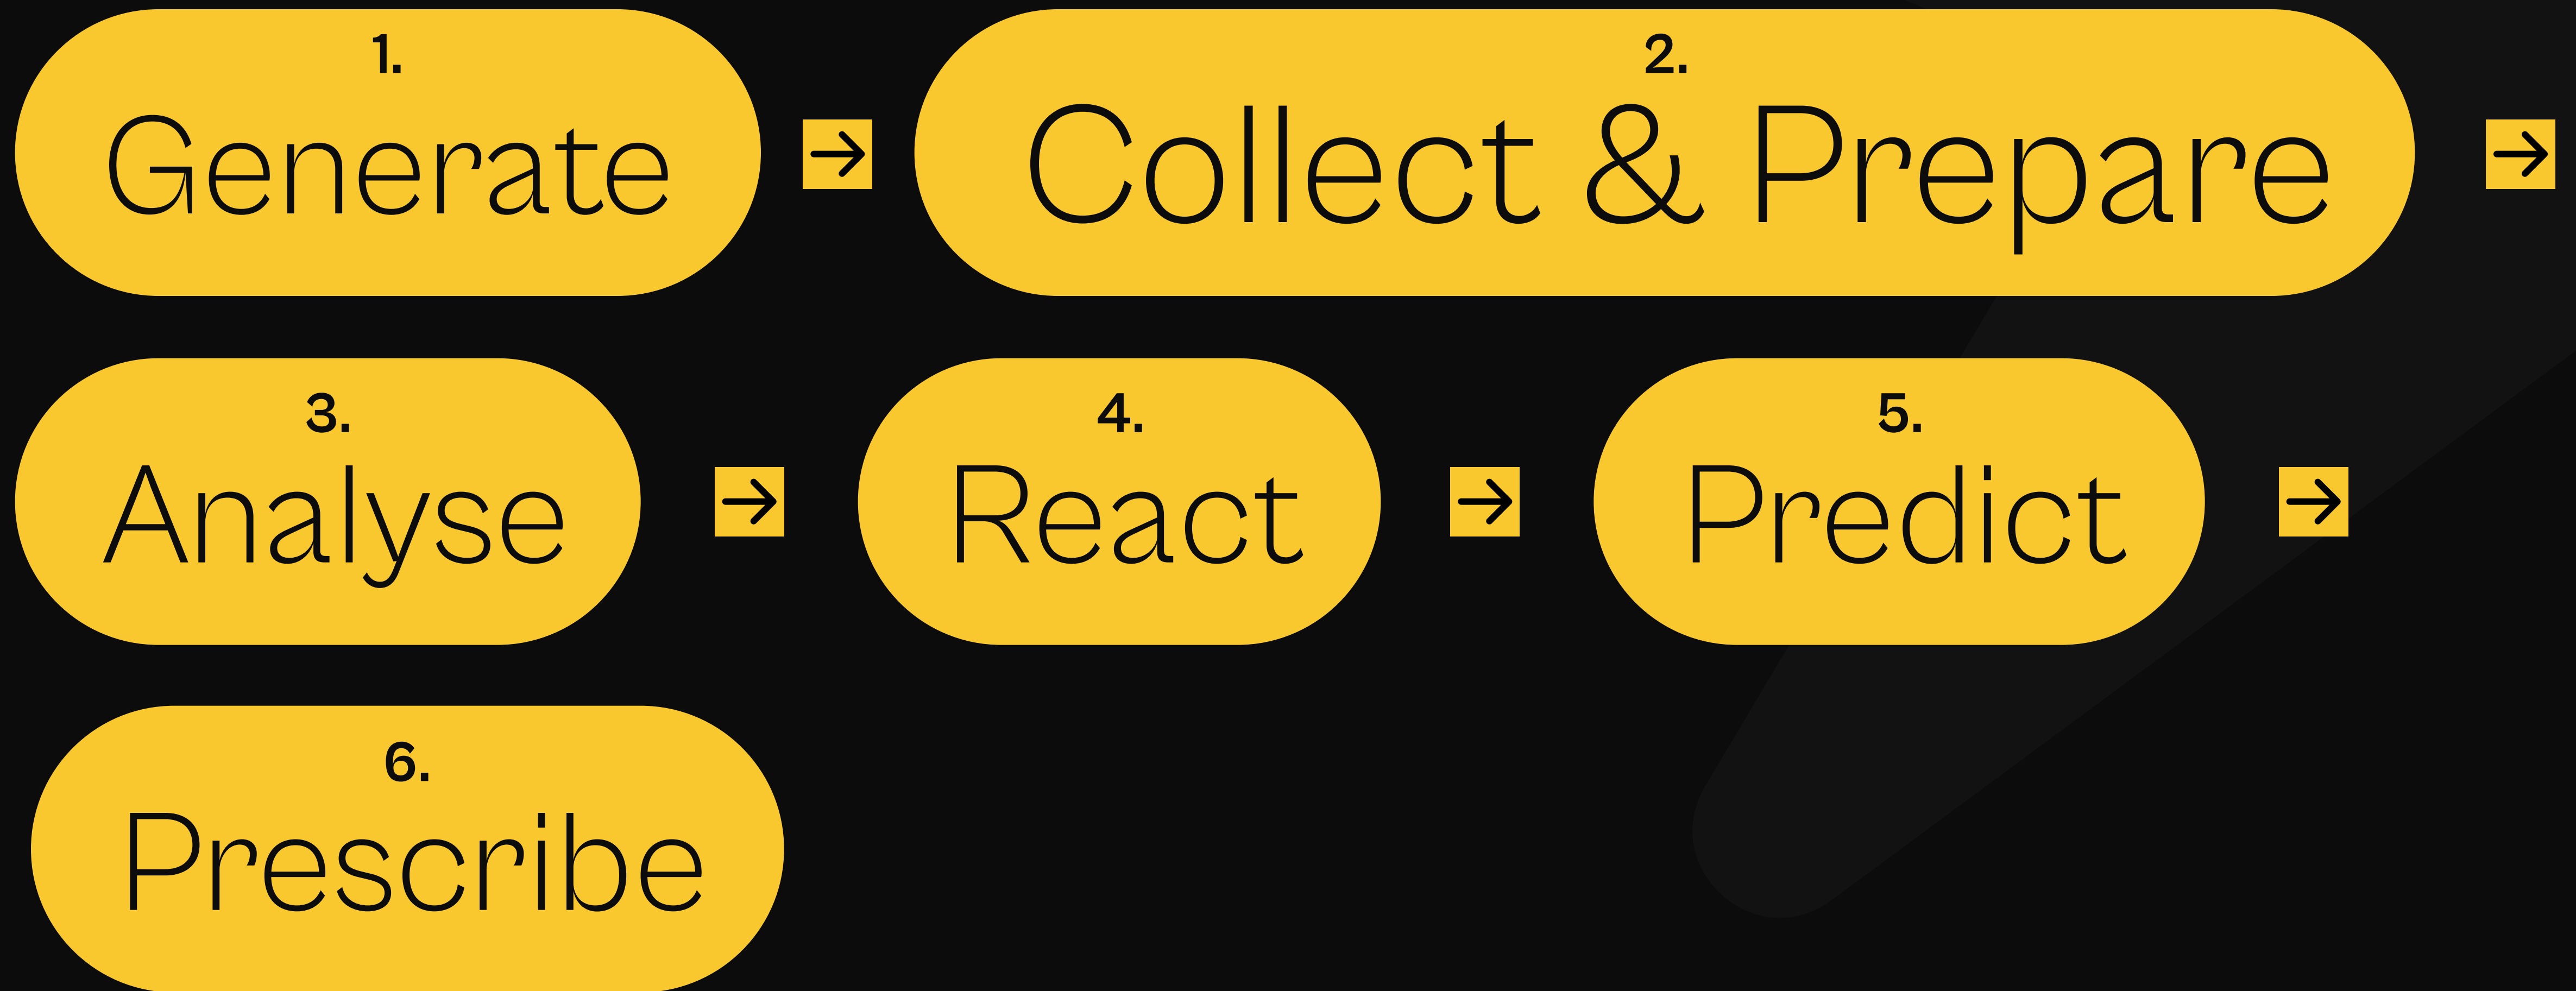 1.
Generate
2.
Collect & Prepare
3.
Analyse
4.
React
5.
Predict
6.
Prescribe